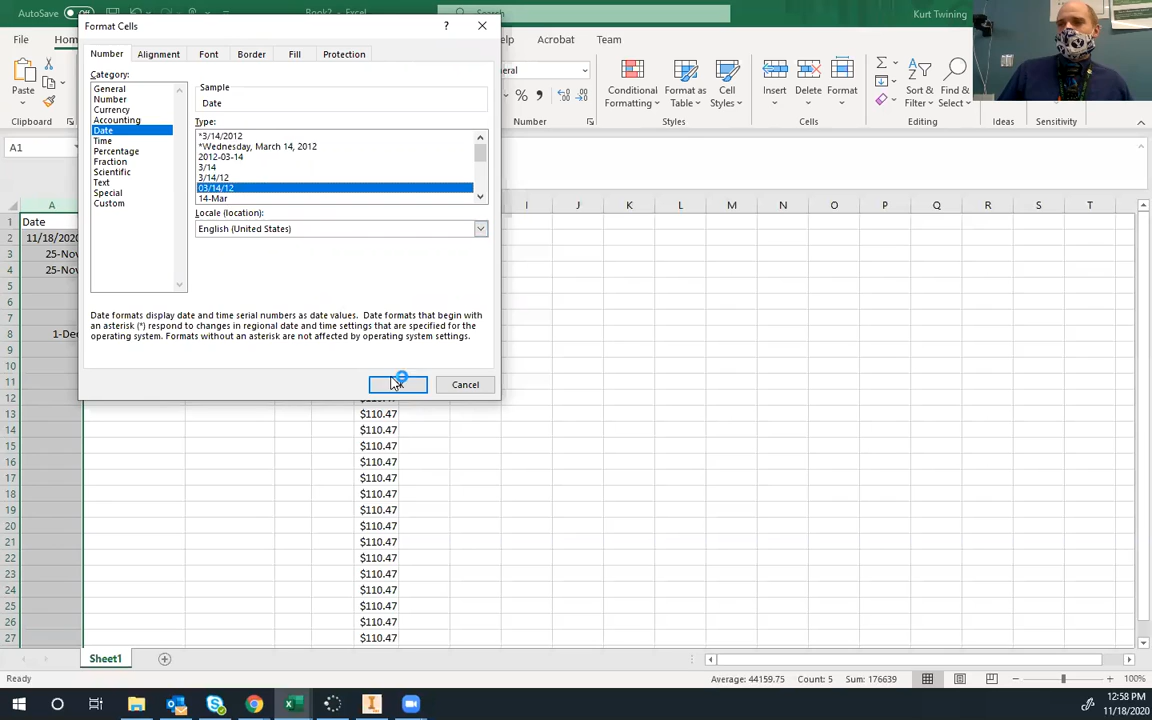 AutoSave Off
Book2 - Excel
Search
Kurt Twining
File
Hom
elp
Acrobat
Team
Paste
Clipboard
eral
%
,
Number
Conditional
Formatting
Format as
Table
Cell
Styles
Styles
Insert
Delete
Format
Cells
Sort &
Filter
Find &
Select
Editing
Ideas
Sensitivity
Ideas
Sensitivity
Format Cells
?
Number
Alignment
Font
Border
Fill
Protection
Category:
General
Number
Currency
Accounting
Date
Time
Percentage
Fraction
Scientific
Text
Special
Custom
Sample
Date
Type:
*3/14/2012
*Wednesday, March 14, 2012
2012-03-14
3/14
3/14/12
03/14/12
14-Mar
Locale (location):
English (United States)
Date formats display date and time serial numbers as date values. Date formats that begin with
an asterisk (*) respond to changes in regional date and time settings that are specified for the
operating system. Formats without an asterisk are not affected by operating system settings.
Cancel
A1
A I J K L M N O P Q R S T
1 Date
2 11/18/2020
3 25-Nov
4 25-Nov
5
6
7
8 1-Dec
9
10
11
12 $110.47
13 $110.47
14 $110.47
15 $110.47
16 $110.47
17 $110.47
18 $110.47
19 $110.47
20 $110.47
21 $110.47
22 $110.47
23 $110.47
24 $110.47
25 $110.47
26 $110.47
27 $110.47
Sheet1
Ready
Average: 44159.75 Count: 5 Sum: 176639
100%
12:58 PM
11/18/2020